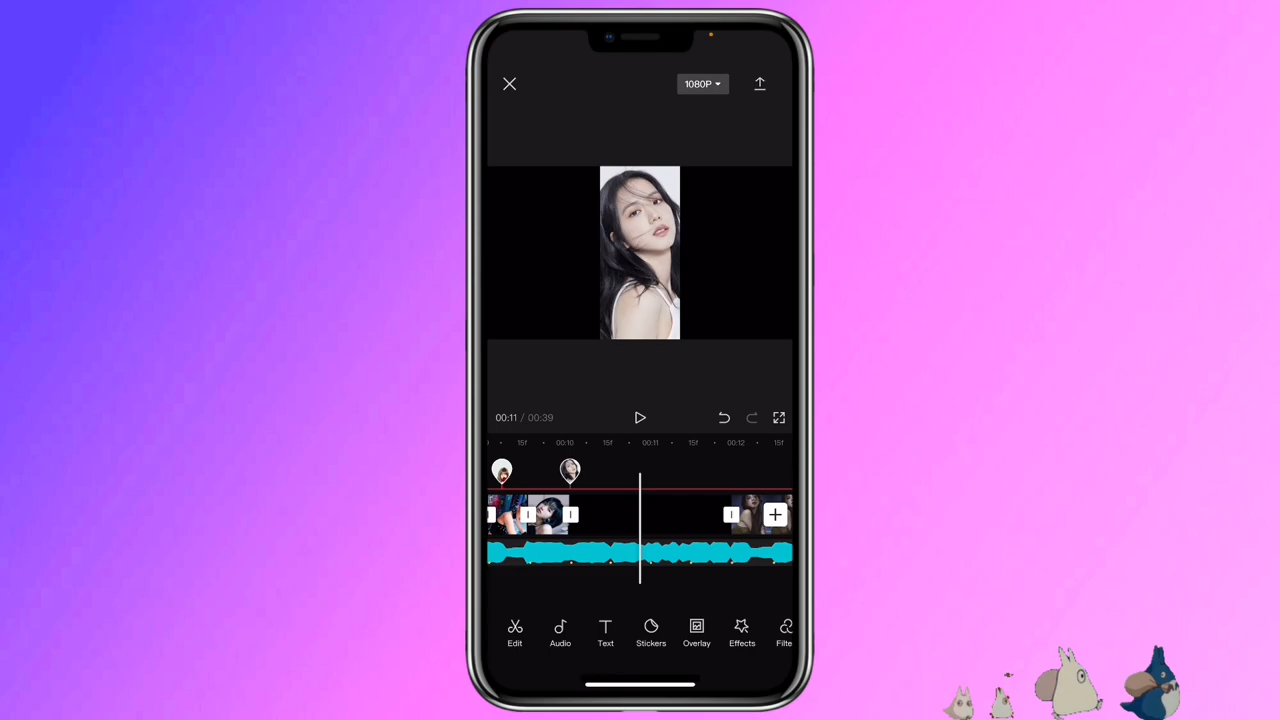 1080P
00:11 / 00:39
15f 00:10 15f 00:11 15f 00:12 15f
Edit Audio Text Stickers Overlay Effects Filte